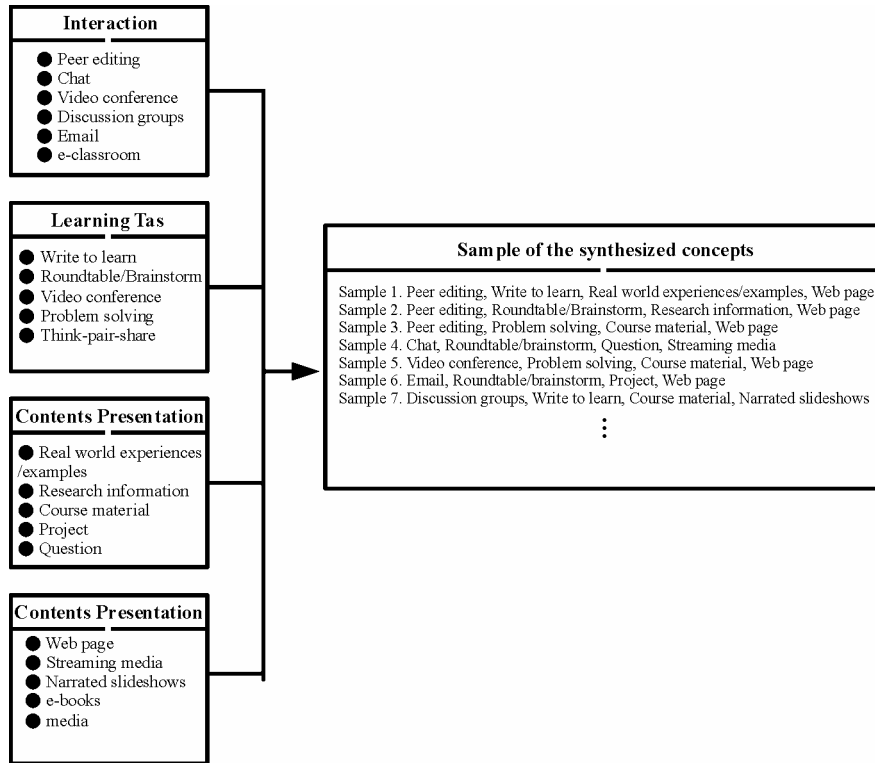 Interaction
Peer editing
Chat
Video conference
Discussion groups
Email
e-classroom
Learning Tas
Write to learn
Roundtable/Brainstorm
Video conference
Problem solving
Think-pair-share
Contents Presentation
Real world experiences
/examples
Research information
Course material
Project
Question
Contents Presentation
Web page
Streaming media
Narrated slideshows
e-books
media
Sample of the synthesized concepts
Sample 1. Peer editing, Write to learn, Real world experiences/examples, Web page
Sample 2. Peer editing, Roundtable/Brainstorm, Research information, Web page
Sample 3. Peer editing, Problem solving, Course material, Web page
Sample 4. Chat, Roundtable/brainstorm, Question, Streaming media
Sample 5. Video conference, Problem solving, Course material, Web page
Sample 6. Email, Roundtable/brainstorm, Project, Web page
Sample 7. Discussion groups, Write to learn, Course material, Narrated slideshows